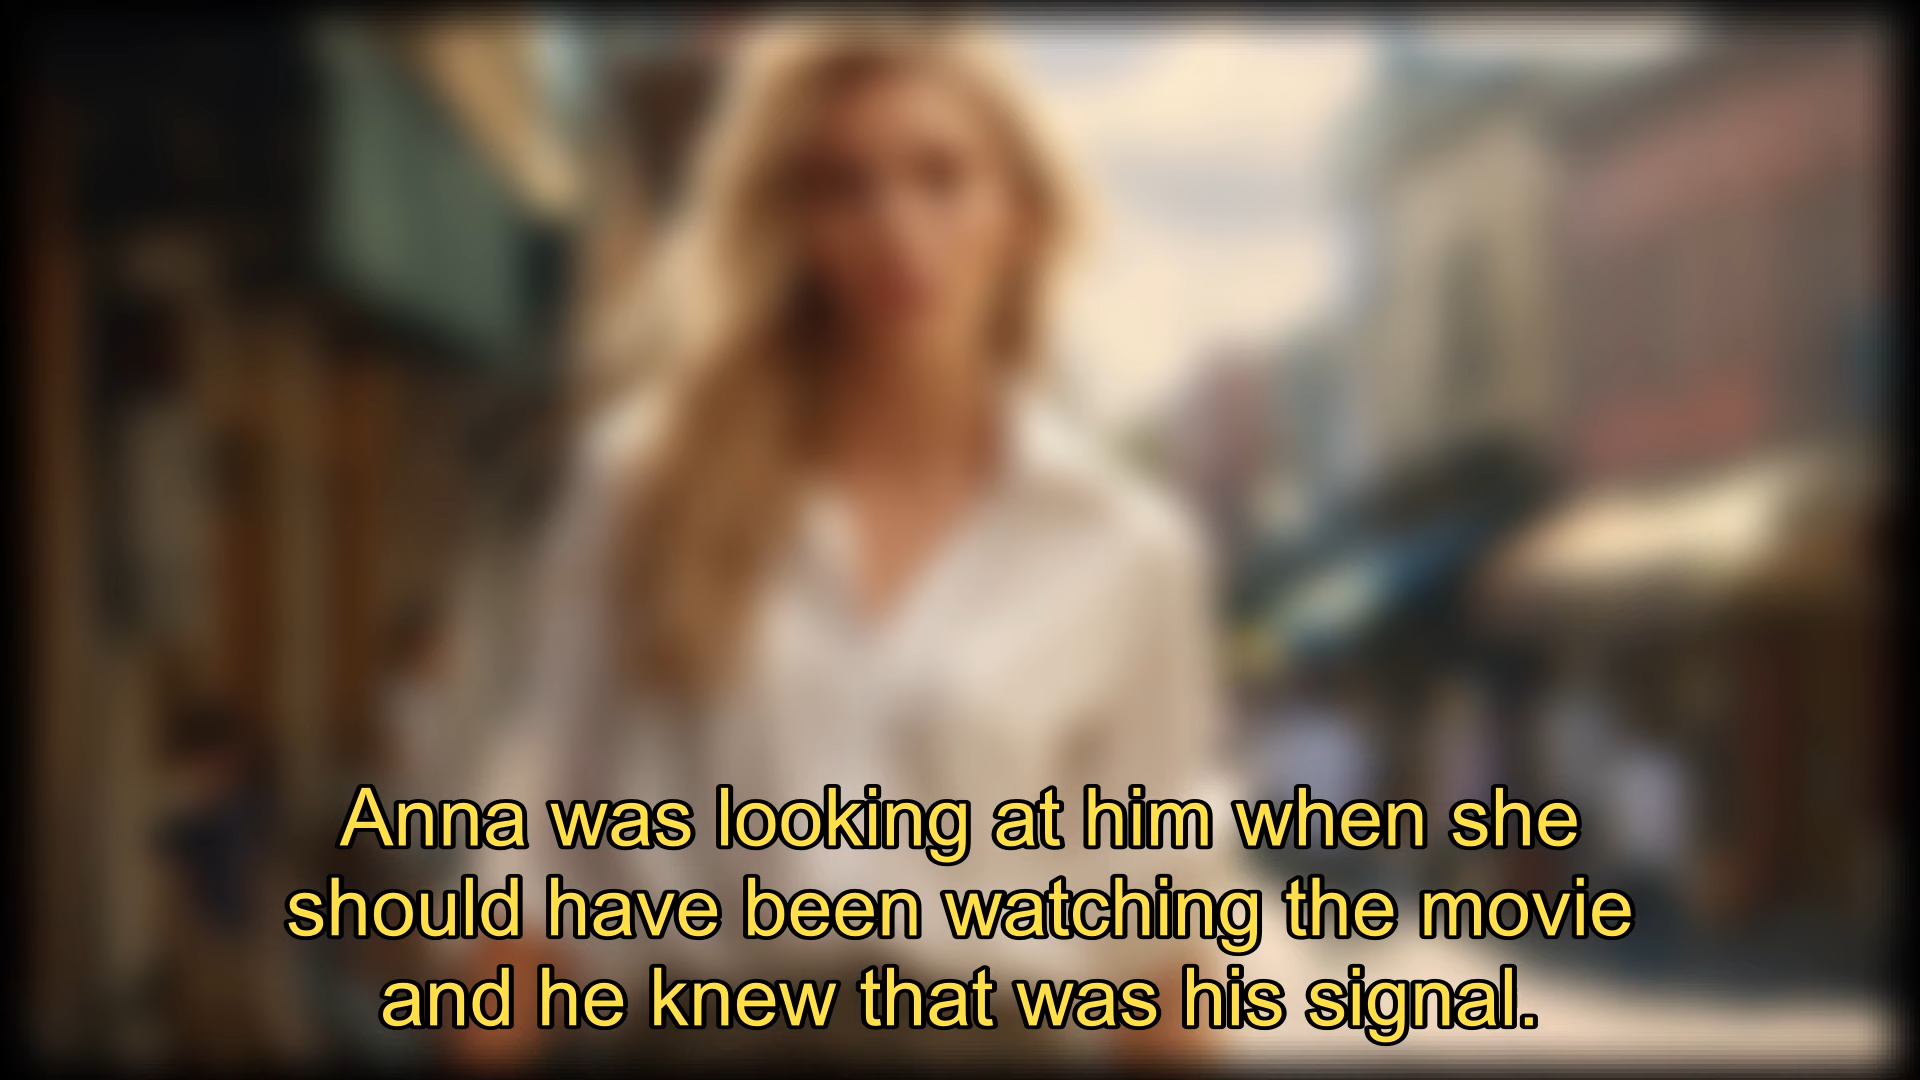 Anna was looking at him when she
should have been watching the movie
and he knew that was his signal.